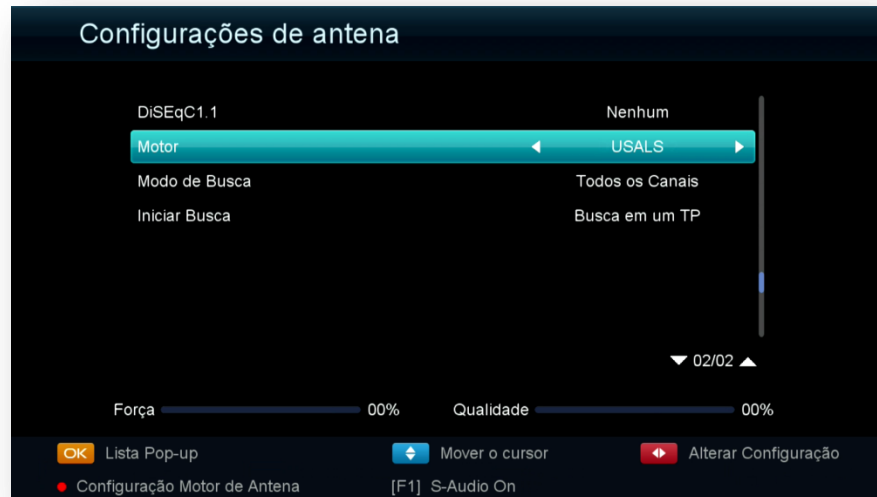 Configurações de antena
DiSEqC1.1 Nenhum
Motor USALS
Modo de Busca Todos os Canais
Iniciar Busca Busca em um TP
02/02
Força 00% Qualidade 00%
OK Lista Pop-up Mover o cursor Alterar Configuração
Configuração Motor de Antena [F1] S-Audio On